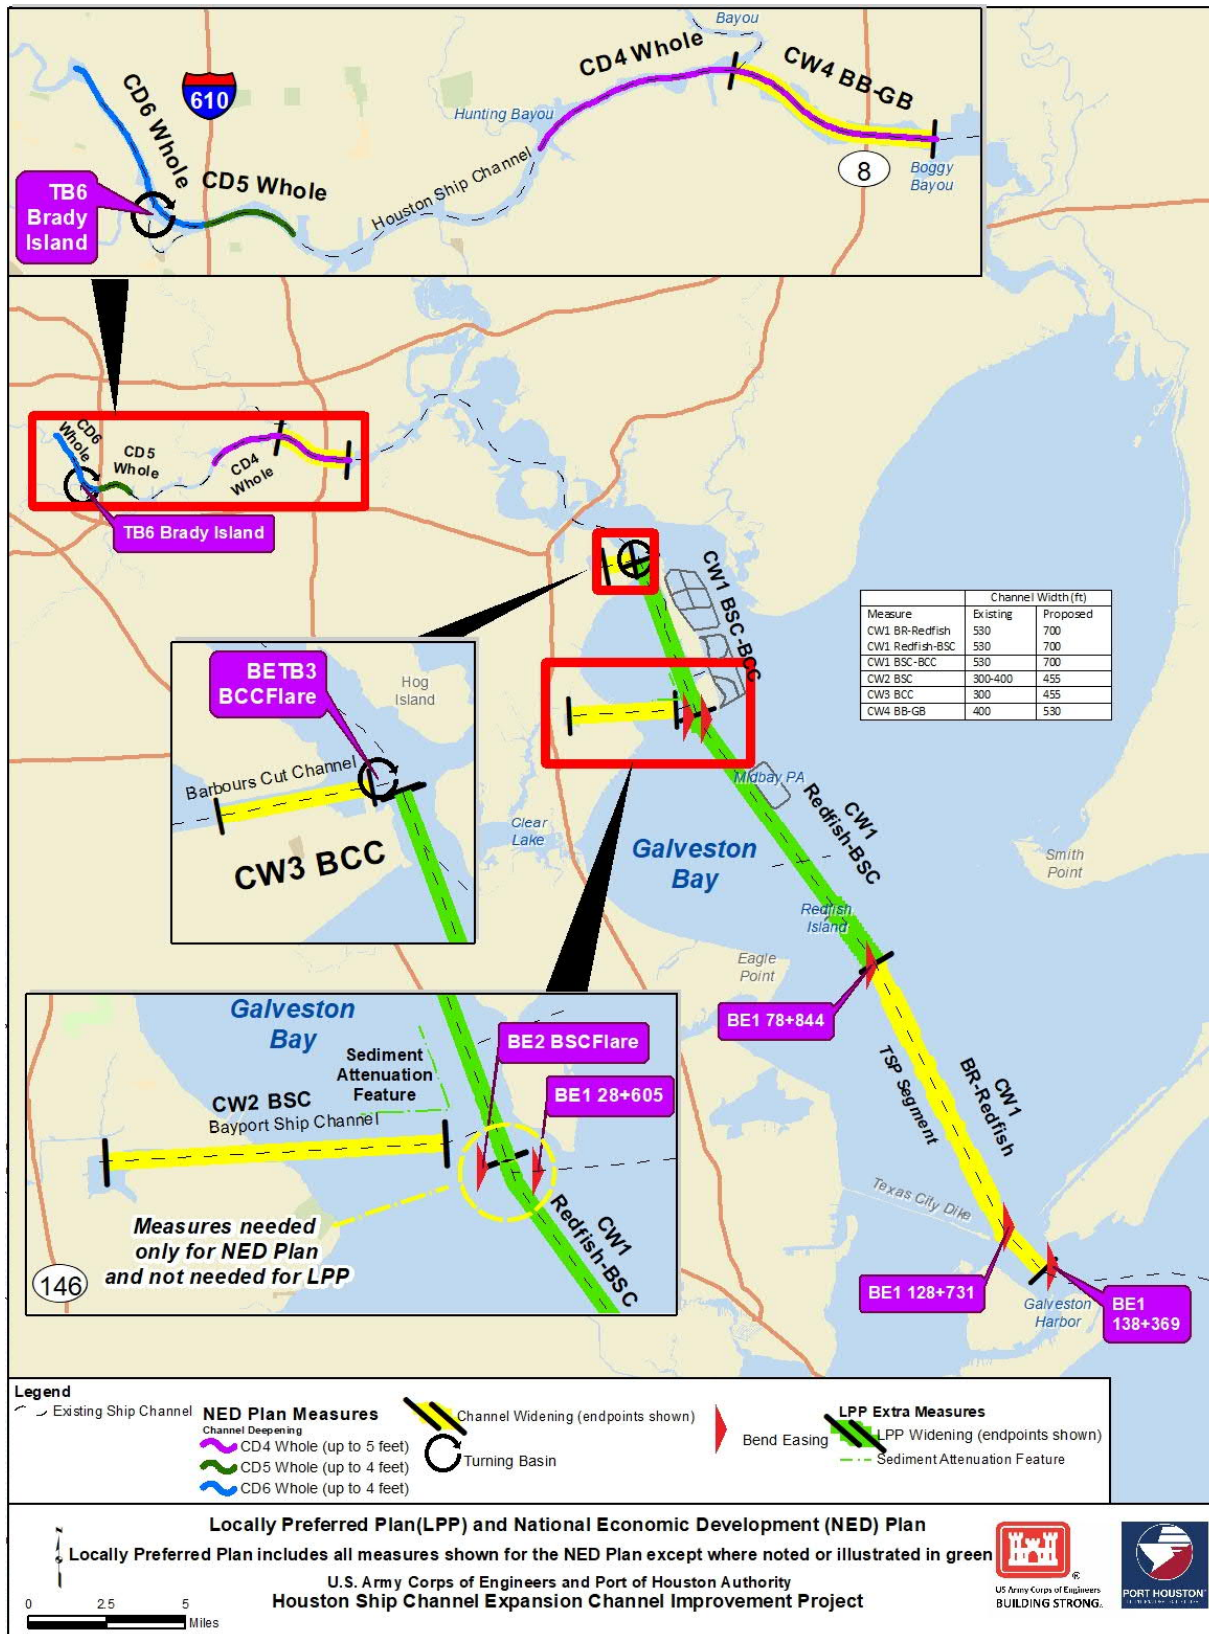 Bayou
CD4 Whole
CW4 BB-GB
CD6 Whole
610
Hunting Bayou
CD5 Whole
TB6
Brady
Island
Houston Ship Channel
8
Boggy
Bayou
CD6
Whole
CD5
Whole
CD4
Whole
TB6 Brady Island
CW1 BSC-BCC
Channel Width (ft)
Measure Existing Proposed
CW1 BR-Redfish 530 700
CW1 Redfish-BSC 530 700
CW1 BSC-BCC 530 700
CW2 BSC 300-400 455
CW3 BCC 300 455
CW4 BB-GB 400 530
BETB3
BCCFlare
Hog
Island
Barbours Cut Channel
CW3 BCC
Midbay PA
CW1
Redfish-BSC
Clear
Lake
Galveston
Bay
Smith
Point
Redfish
Island
Eagle
Point
BE1 78+844
TSP Segment
CW1
BR-Redfish
Texas City Dike
BE1 128+731
Galveston
Harbor
BE1
138+369
Galveston
Bay
Sediment
Attenuation
Feature
BE2 BSCFlare
BE1 28+605
CW2 BSC
Bayport Ship Channel
CW1
Redfish-BSC
Measures needed
only for NED Plan
and not needed for LPP
146
Legend
Existing Ship Channel
NED Plan Measures
Channel Deepening
CD4 Whole (up to 5 feet)
CD5 Whole (up to 4 feet)
CD6 Whole (up to 4 feet)
Channel Widening (endpoints shown)
Turning Basin
Bend Easing
LPP Extra Measures
LPP Widening (endpoints shown)
Sediment Attenuation Feature
Locally Preferred Plan(LPP) and National Economic Development (NED) Plan
Locally Preferred Plan includes all measures shown for the NED Plan except where noted or illustrated in green
U.S. Army Corps of Engineers and Port of Houston Authority
Houston Ship Channel Expansion Channel Improvement Project
0 2.5 5
Miles
US Army Corps of Engineers
BUILDING STRONG®
PORT HOUSTON